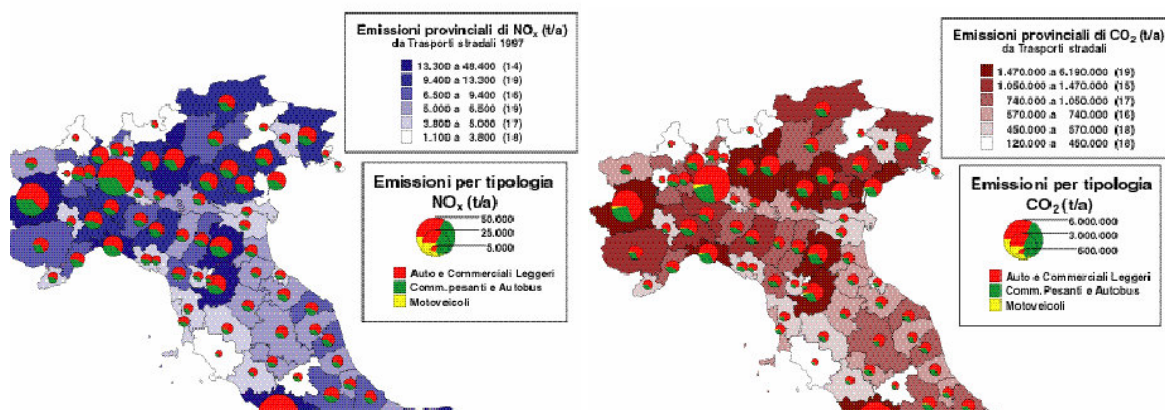 Emissioni provinciali di NOx (t/a)
da Trasporti stradali 1997
13.300 a 48.400 (14)
9.400 a 13.300 (19)
6.500 a 9.400 (16)
5.000 a 6.500 (19)
3.800 a 5.000 (17)
1.100 a 3.800 (18)
Emissioni per tipologia
NOx (t/a)
50.000
25.000
5.000
Auto e Commerciali Leggeri
Comm.pesanti e Autobus
Motoveicoli
Emissioni provinciali di CO2 (t/a)
da Trasporti stradali
1.470.000 a 6.190.000 (19)
1.050.000 a 1.470.000 (15)
740.000 a 1.050.000 (17)
570.000 a 740.000 (16)
450.000 a 570.000 (18)
120.000 a 450.000 (18)
Emissioni per tipologia
CO2 (t/a)
6.000.000
3.000.000
600.000
Auto e Commerciali Leggeri
Comm.Pesanti e Autobus
Motoveicoli